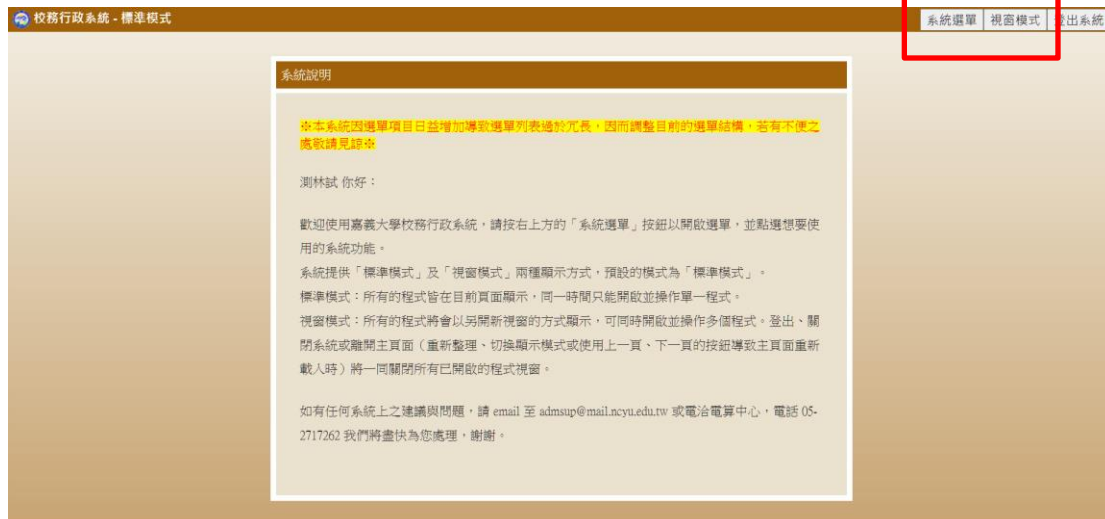 校務行政系統 - 標準模式
系統選單 視窗模式 登出系統
系統說明
※本系統因選單項目日益增加導致選單列表過於冗長，因而調整目前的選單結構，若有不便之
處敬請見諒※
測林試 你好：
歡迎使用嘉義大學校務行政系統，請按右上方的「系統選單」按鈕以開啟選單，並點選想要使
用的系統功能。
系統提供「標準模式」及「視窗模式」兩種顯示方式，預設的模式為「標準模式」。
標準模式：所有的程式皆在目前頁面顯示，同一時間只能開啟並操作單一程式。
視窗模式：所有的程式將會以另開新視窗的方式顯示，可同時開啟並操作多個程式。登出、關
閉系統或離開主頁面（重新整理、切換顯示模式或使用上一頁、下一頁的按鈕導致主頁面重新
載入時）將一同關閉所有已開啟的程式視窗。
如有任何系統上之建議與問題，請 email 至 admsup@mail.ncyu.edu.tw 或電洽電算中心，電話 05-
2717262 我們將盡快為您處理，謝謝。